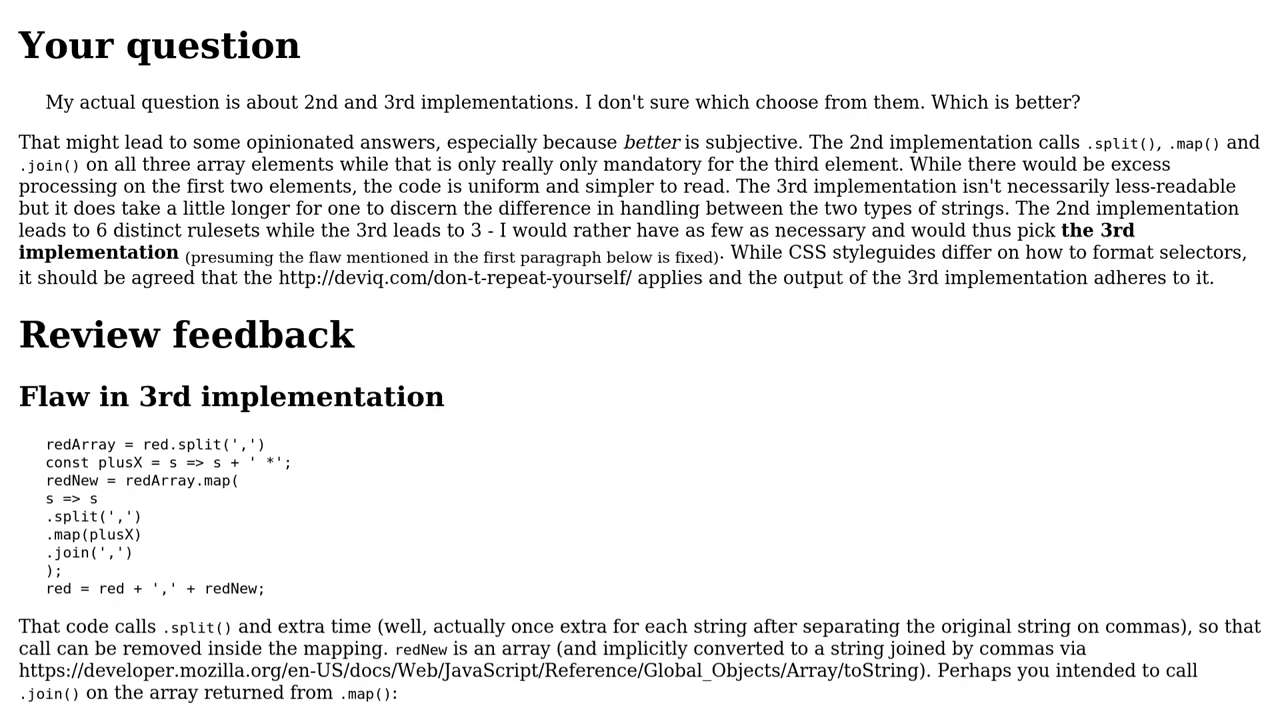 Your question
My actual question is about 2nd and 3rd implementations. I don't sure which choose from them. Which is better?
That might lead to some opinionated answers, especially because better is subjective. The 2nd implementation calls .split(), .map() and
.join() on all three array elements while that is only really only mandatory for the third element. While there would be excess
processing on the first two elements, the code is uniform and simpler to read. The 3rd implementation isn't necessarily less-readable
but it does take a little longer for one to discern the difference in handling between the two types of strings. The 2nd implementation
leads to 6 distinct rulesets while the 3rd leads to 3 - I would rather have as few as necessary and would thus pick the 3rd
implementation (presuming the flaw mentioned in the first paragraph below is fixed). While CSS styleguides differ on how to format selectors,
it should be agreed that the http://deviq.com/don-t-repeat-yourself/ applies and the output of the 3rd implementation adheres to it.
Review feedback
Flaw in 3rd implementation
redArray = red.split(',')
const plusX = s => s + ' *';
redNew = redArray.map(
s => s
.split(',')
.map(plusX)
.join(',')
);
red = red + ',' + redNew;
That code calls .split() and extra time (well, actually once extra for each string after separating the original string on commas), so that
call can be removed inside the mapping. redNew is an array (and implicitly converted to a string joined by commas via
https://developer.mozilla.org/en-US/docs/Web/JavaScript/Reference/Global_Objects/Array/toString). Perhaps you intended to call
.join() on the array returned from .map():